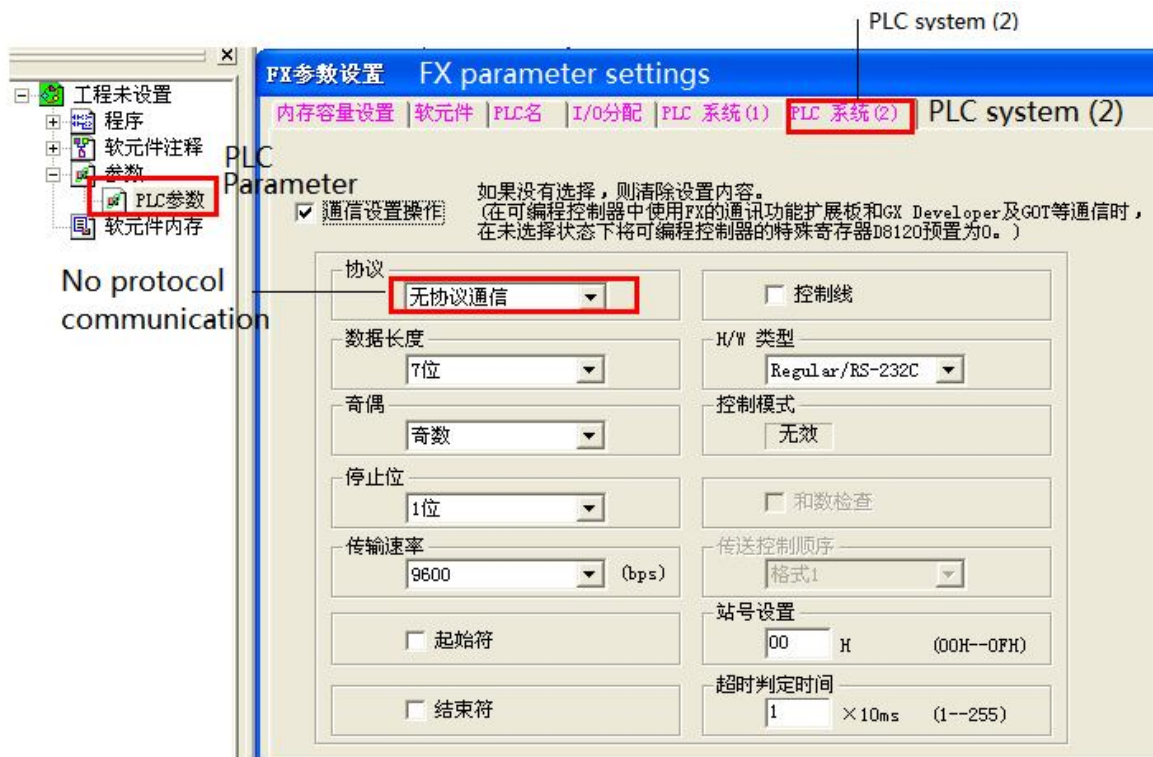 PLC system (2)
工程未设置
程序
软元件注释
参数
PLC参数
软元件内存
PLC
Parameter
No protocol
communication
FX参数设置 FX parameter settings
内存容量设置 软元件 PLC名 I/O分配 PLC 系统(1) PLC 系统(2) PLC system (2)
通信设置操作
如果没有选择，则清除设置内容。
(在可编程控制器中使用FX的通讯功能扩展板和GX Developer及GOT等通信时，
在未选择状态下将可编程控制器的特殊寄存器D8120预置为0。)
协议
无协议通信
控制线
数据长度
7位
H/W 类型
Regular/RS-232C
奇偶
奇数
控制模式
无效
停止位
1位
和数检查
传输速率
9600 (bps)
传送控制顺序
格式1
起始符
站号设置
00 H (00H--0FH)
结束符
超时判定时间
1 ×10ms (1--255)